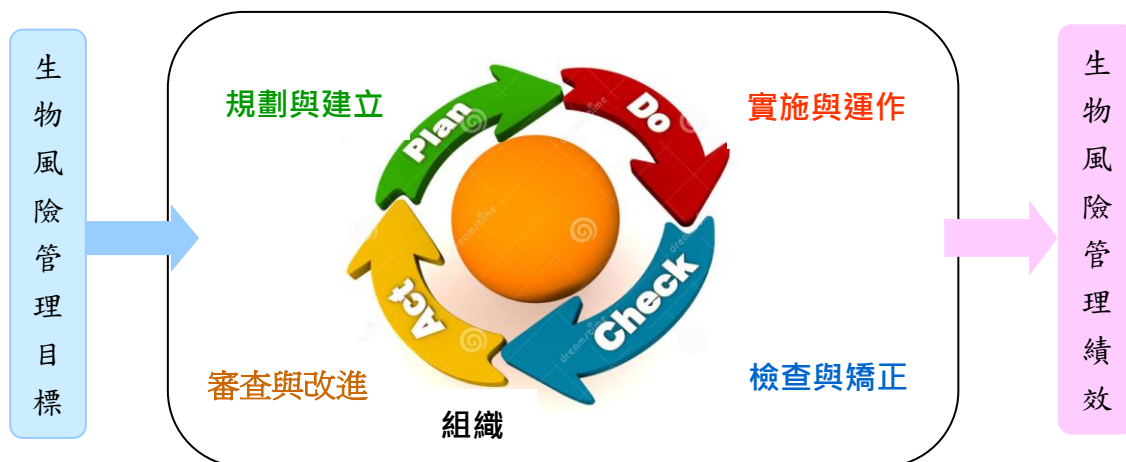 生物風險管理目標
規劃與建立
Plan
Do
實施與運作
Act
Check
審查與改進
檢查與矯正
組織
生物風險管理績效
dreamstime
dreamstime